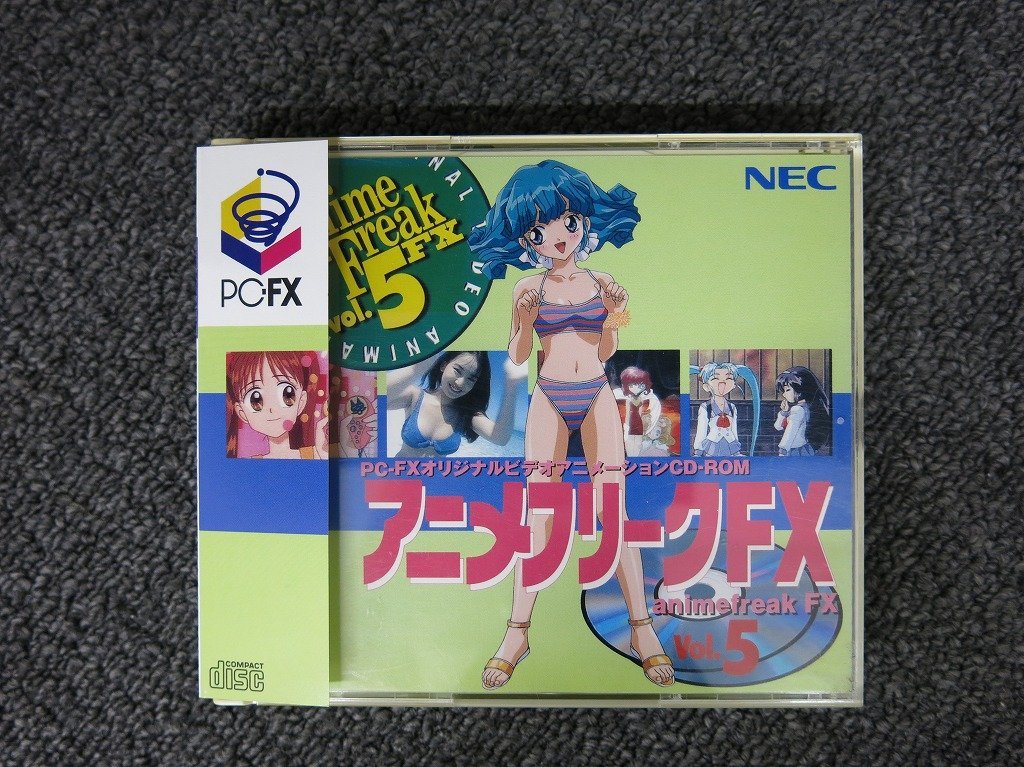 PC-FX
COMPACT
disc
NAL
DEO ANIMA
ime
Freak
FX
vol.5
NEC
PC-FXオリジナルビデオアニメーションCD-ROM
アニメフリークFX
animefreak FX
Vol.5